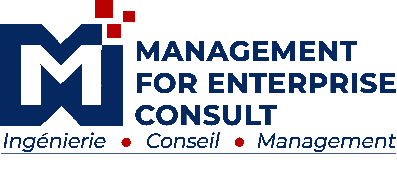 M
MANAGEMENT
FOR ENTERPRISE
CONSULT
Ingénierie • Conseil • Management